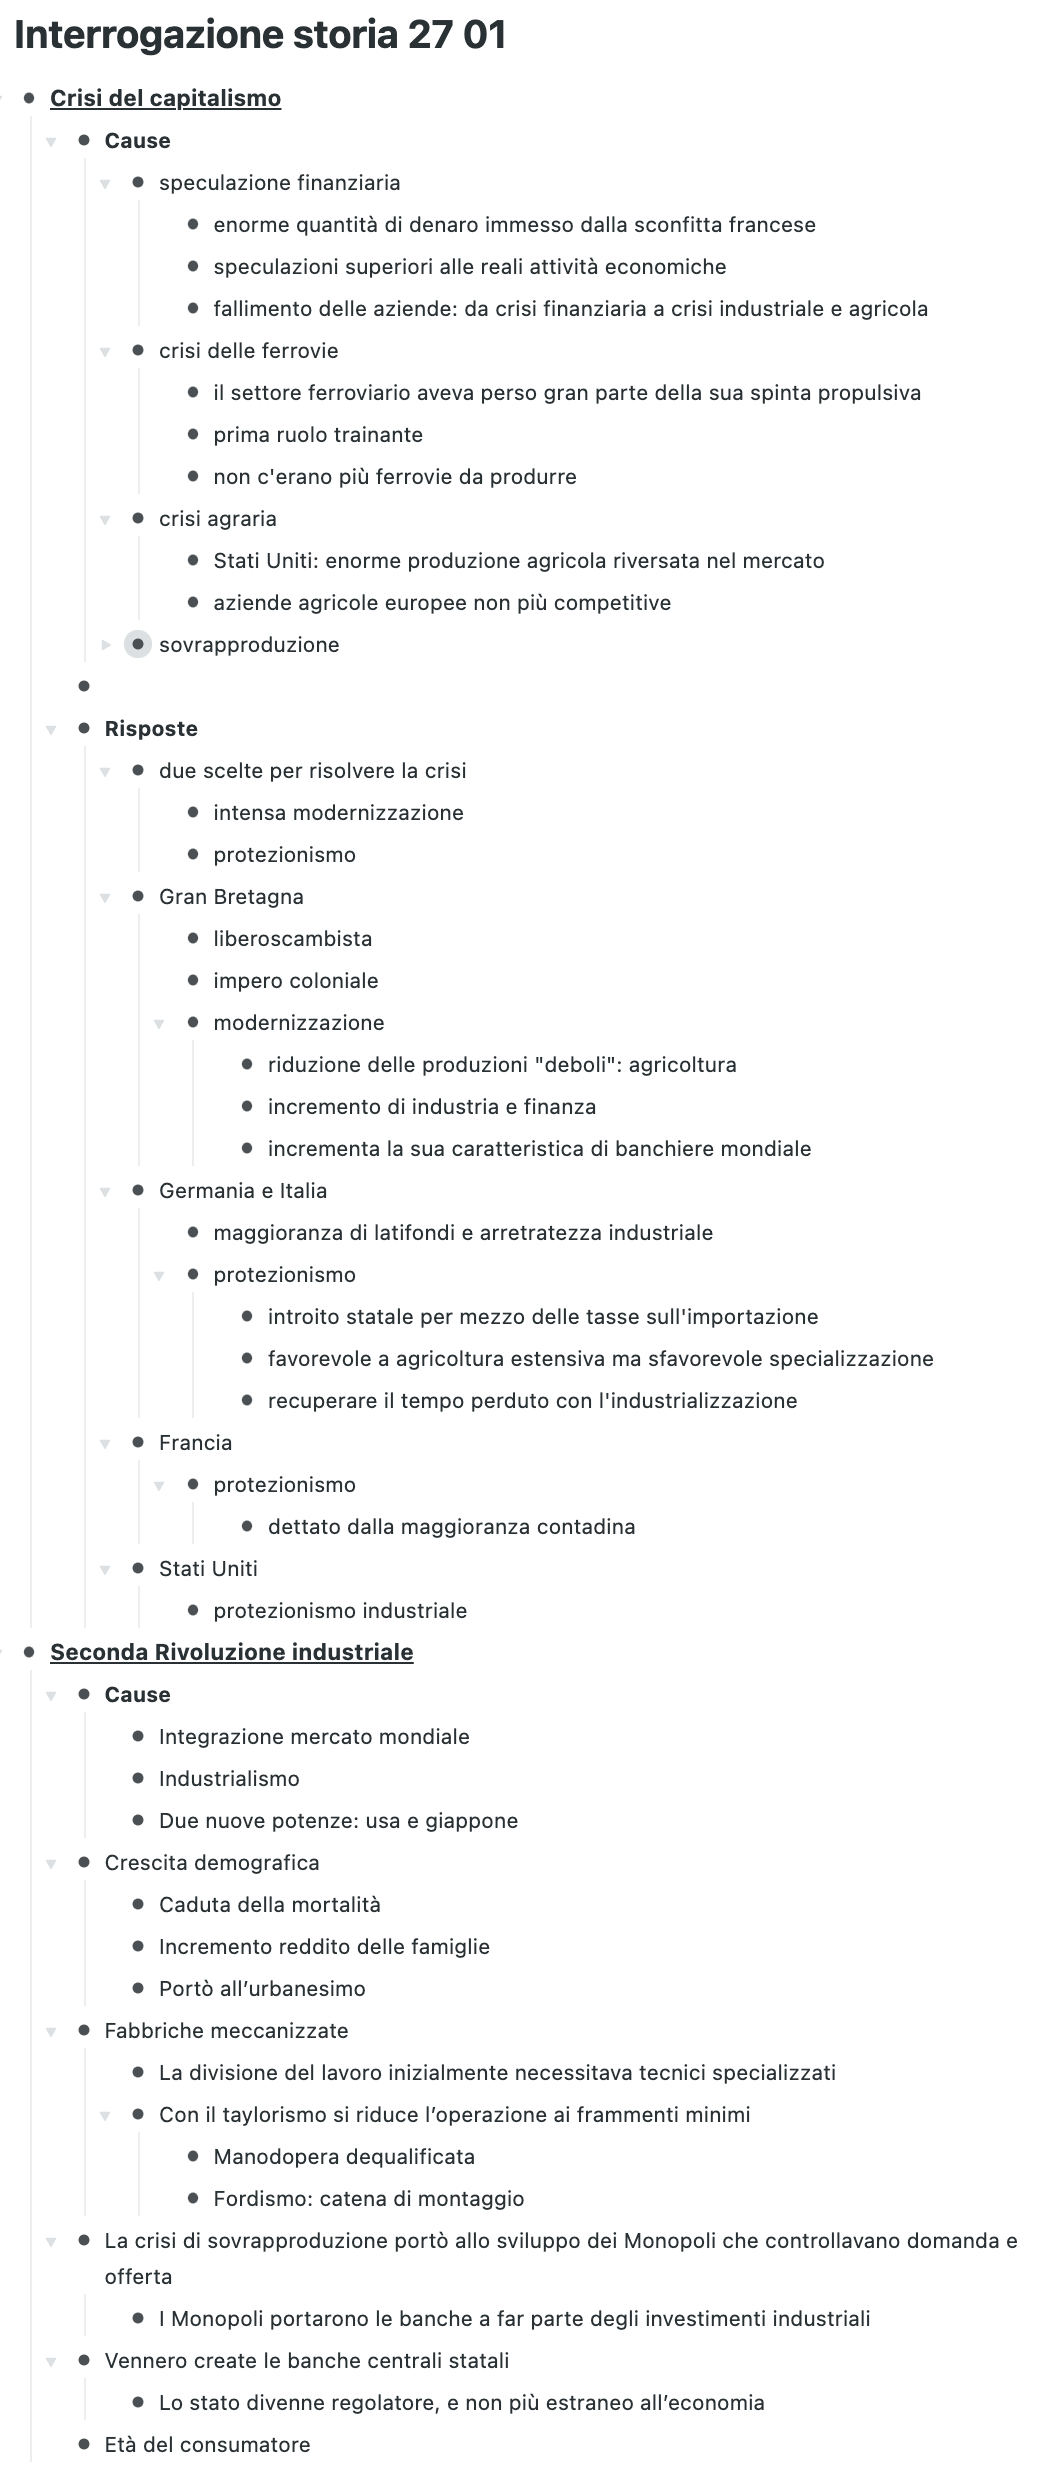 Interrogazione storia 27 01
Crisi del capitalismo
Cause
speculazione finanziaria
enorme quantità di denaro immesso dalla sconfitta francese
speculazioni superiori alle reali attività economiche
fallimento delle aziende: da crisi finanziaria a crisi industriale e agricola
crisi delle ferrovie
il settore ferroviario aveva perso gran parte della sua spinta propulsiva
prima ruolo trainante
non c'erano più ferrovie da produrre
crisi agraria
Stati Uniti: enorme produzione agricola riversata nel mercato
aziende agricole europee non più competitive
sovrapproduzione
Risposte
due scelte per risolvere la crisi
intensa modernizzazione
protezionismo
Gran Bretagna
liberoscambista
impero coloniale
modernizzazione
riduzione delle produzioni "deboli": agricoltura
incremento di industria e finanza
incrementa la sua caratteristica di banchiere mondiale
Germania e Italia
maggioranza di latifondi e arretratezza industriale
protezionismo
introito statale per mezzo delle tasse sull'importazione
favorevole a agricoltura estensiva ma sfavorevole specializzazione
recuperare il tempo perduto con l'industrializzazione
Francia
protezionismo
dettato dalla maggioranza contadina
Stati Uniti
protezionismo industriale
Seconda Rivoluzione industriale
Cause
Integrazione mercato mondiale
Industrialismo
Due nuove potenze: usa e giappone
Crescita demografica
Caduta della mortalità
Incremento reddito delle famiglie
Portò all’urbanesimo
Fabbriche meccanizzate
La divisione del lavoro inizialmente necessitava tecnici specializzati
Con il taylorismo si riduce l’operazione ai frammenti minimi
Manodopera dequalificata
Fordismo: catena di montaggio
La crisi di sovrapproduzione portò allo sviluppo dei Monopoli che controllavano domanda e
offerta
I Monopoli portarono le banche a far parte degli investimenti industriali
Vennero create le banche centrali statali
Lo stato divenne regolatore, e non più estraneo all’economia
Età del consumatore